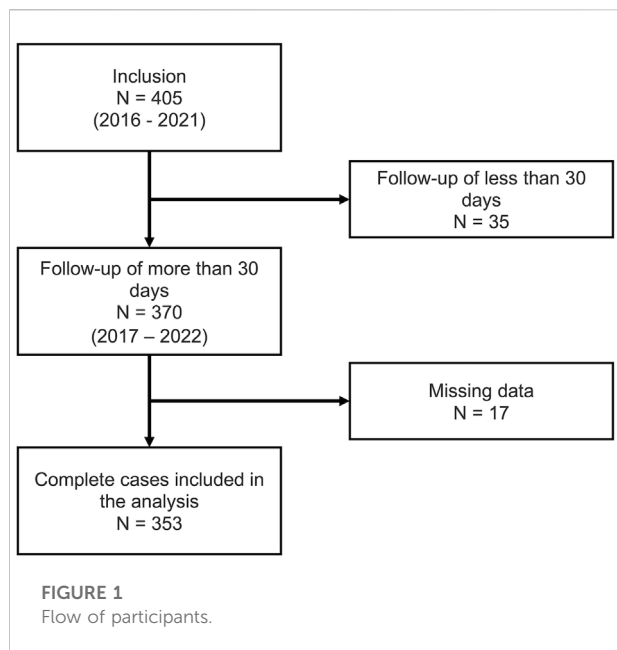 Inclusion
N = 405
(2016 - 2021)
Follow-up of less than 30
days
N = 35
Follow-up of more than 30
days
N = 370
(2017 – 2022)
Missing data
N = 17
Complete cases included in
the analysis
N = 353
FIGURE 1
Flow of participants.